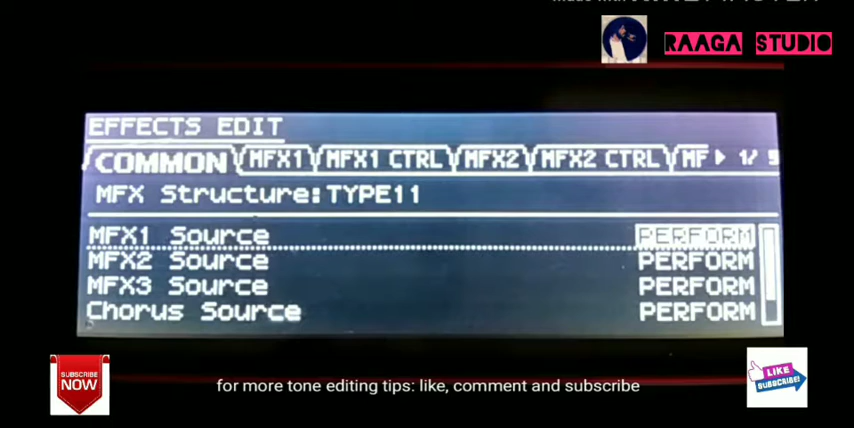 RAAGA STUDIO
EFFECTS EDIT
COMMON MFX1 MFX1 CTRL MFX2 MFX2 CTRL MF ▶ 1/ 5
MFX Structure:TYPE11
MFX1 Source PERFORM
MFX2 Source PERFORM
MFX3 Source PERFORM
Chorus Source PERFORM
SUBSCRIBE
NOW
for more tone editing tips: like, comment and subscribe
LIKE
SUBSCRIBE!